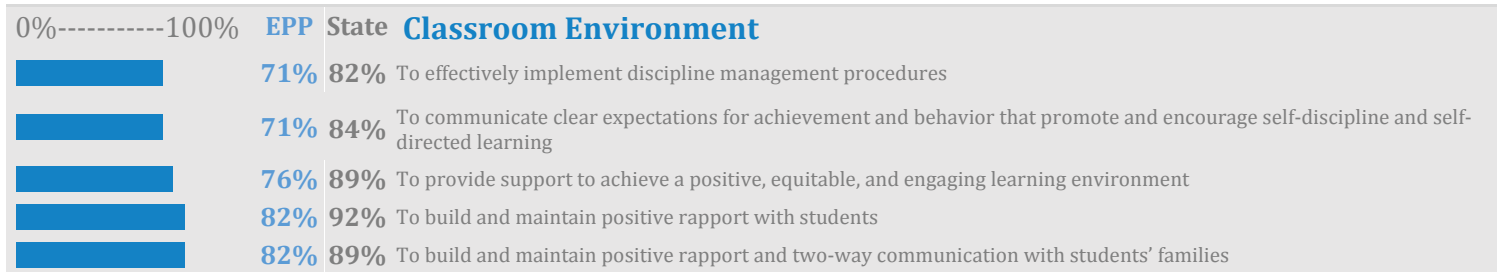 0%-----------100% EPP State Classroom Environment
71% 82% To effectively implement discipline management procedures
71% 84% To communicate clear expectations for achievement and behavior that promote and encourage self-discipline and self-
directed learning
76% 89% To provide support to achieve a positive, equitable, and engaging learning environment
82% 92% To build and maintain positive rapport with students
82% 89% To build and maintain positive rapport and two-way communication with students’ families